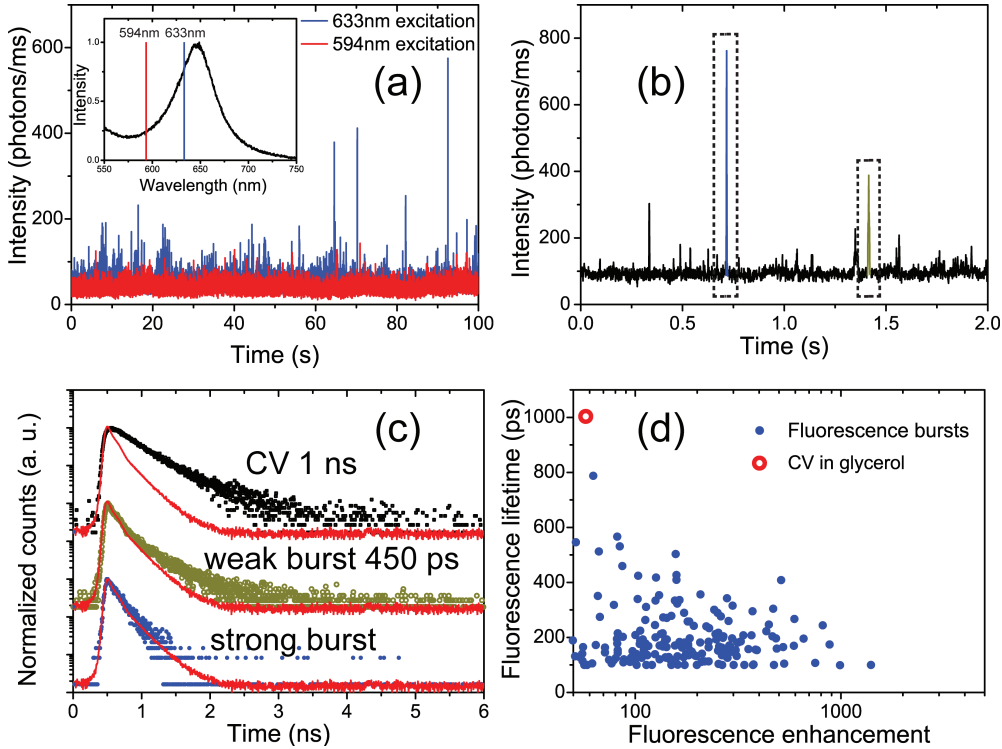 (a)
633nm excitation
594nm excitation
594nm 633nm
Intensity
1.0
0.5
0.0
550 600 650 700 750
Wavelength (nm)
Intensity (photons/ms)
600
400
200
0
0 20 40 60 80 100
Time (s)
(b)
Intensity (photons/ms)
800
600
400
200
0
0.0 0.5 1.0 1.5 2.0
Time (s)
(c)
Normalized counts (a. u.)
CV 1 ns
weak burst 450 ps
strong burst
0 1 2 3 4 5 6
Time (ns)
(d)
Fluorescence lifetime (ps)
1000
800
600
400
200
0
Fluorescence bursts
CV in glycerol
100 1000
Fluorescence enhancement